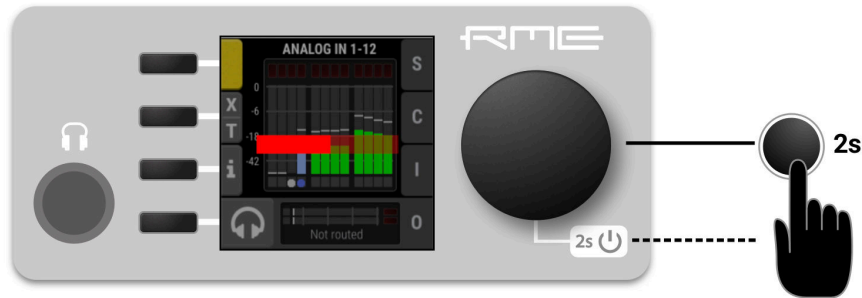 ANALOG IN 1-12
RME
S
0
-6
X
T
C
-18
-42
i
I
Not routed
O
2s
2s